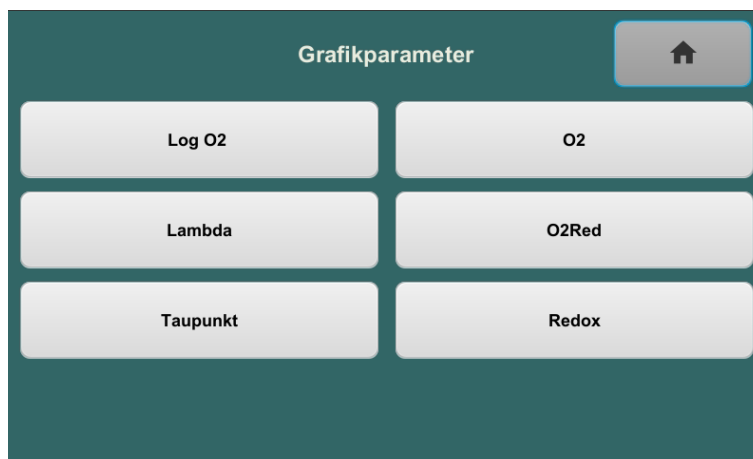 Grafikparameter
Log O2
O2
Lambda
O2Red
Taupunkt
Redox